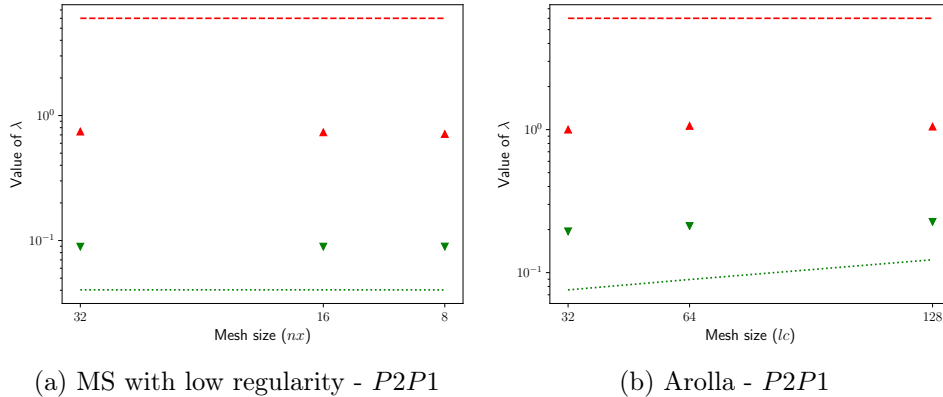 10⁰
10⁻¹
Value of λ
32
16
8
Mesh size (nx)
(a) MS with low regularity - P2P1
10⁰
10⁻¹
Value of λ
32
64
128
Mesh size (lc)
(b) Arolla - P2P1